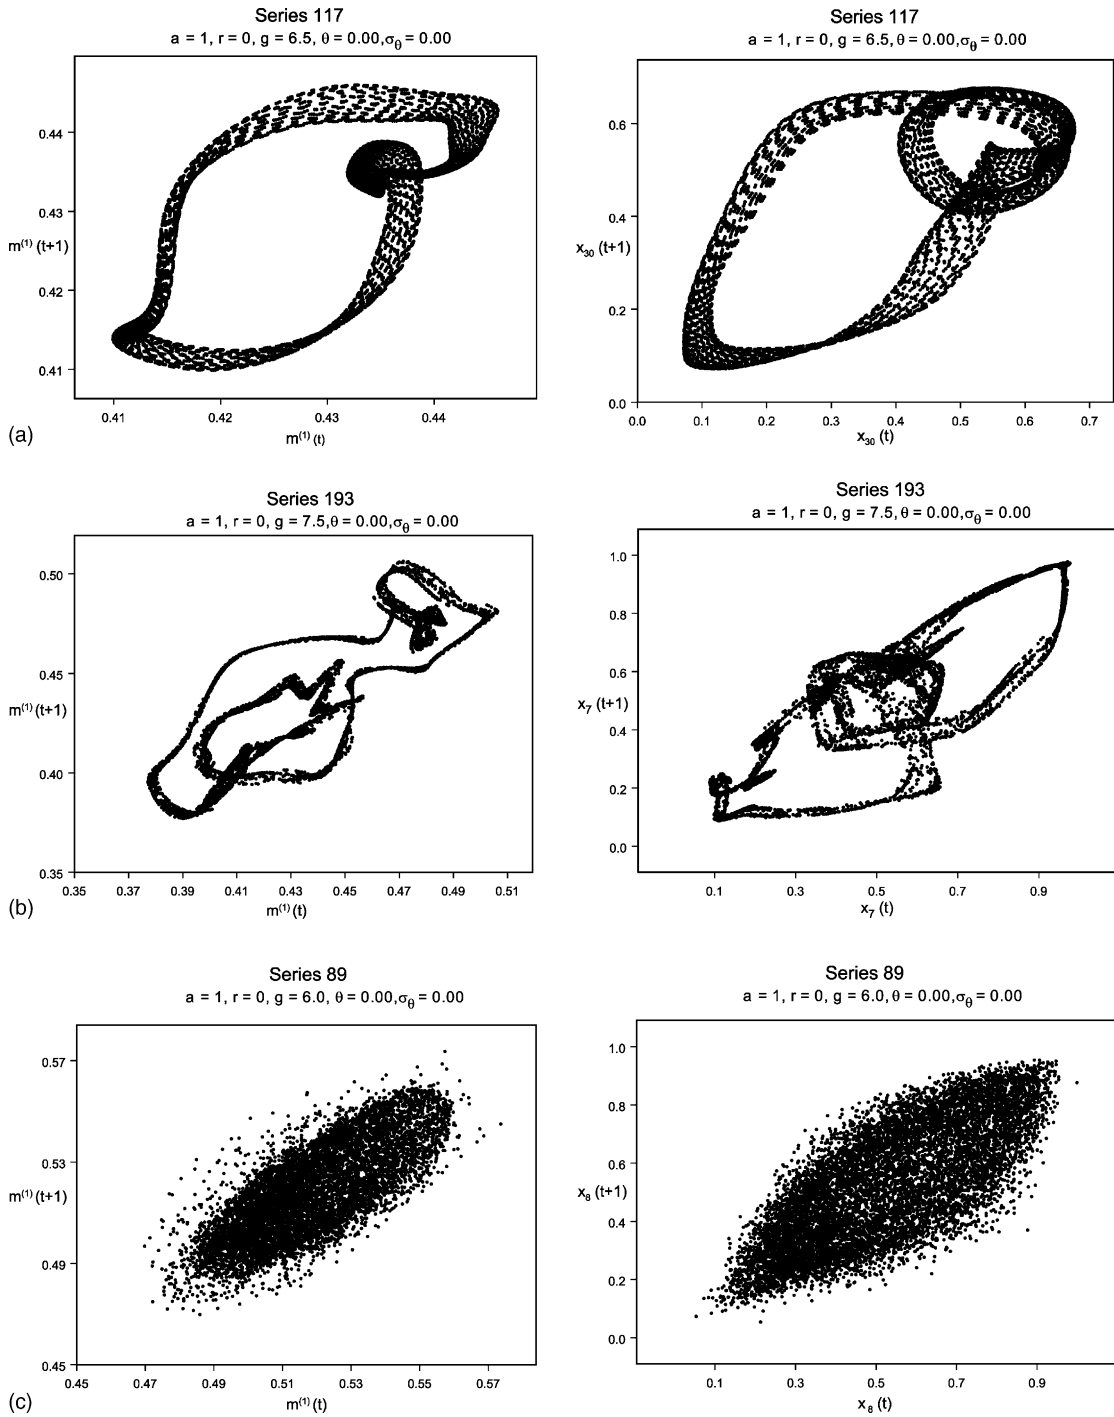 Series 117
a = 1, r = 0, g = 6.5, θ = 0.00,σθ = 0.00
0.44
0.43
m⁽¹⁾ (t+1)
0.42
0.41
0.41 0.42 0.43 0.44
m⁽¹⁾ (t)
(a)
Series 117
a = 1, r = 0, g = 6.5, θ = 0.00,σθ = 0.00
0.6
0.4
x₃₀ (t+1)
0.2
0.0
0.0 0.1 0.2 0.3 0.4 0.5 0.6 0.7
x₃₀ (t)
Series 193
a = 1, r = 0, g = 7.5,θ = 0.00,σθ = 0.00
0.50
0.45
m⁽¹⁾(t+1)
0.40
0.35
0.35 0.37 0.39 0.41 0.43 0.45 0.47 0.49 0.51
m⁽¹⁾ (t)
(b)
Series 193
a = 1, r = 0, g = 7.5,θ = 0.00,σθ = 0.00
1.0
0.8
0.6
x₇ (t+1)
0.4
0.2
0.0
0.1 0.3 0.5 0.7 0.9
x₇ (t)
Series 89
a = 1, r = 0, g = 6.0, θ = 0.00,σθ = 0.00
0.57
0.53
m⁽¹⁾(t+1)
0.49
0.45
0.45 0.47 0.49 0.51 0.53 0.55 0.57
m⁽¹⁾ (t)
(c)
Series 89
a = 1, r = 0, g = 6.0, θ = 0.00,σθ = 0.00
1.0
0.8
0.6
x₈ (t+1)
0.4
0.2
0.0
0.1 0.3 0.5 0.7 0.9
x₈ (t)